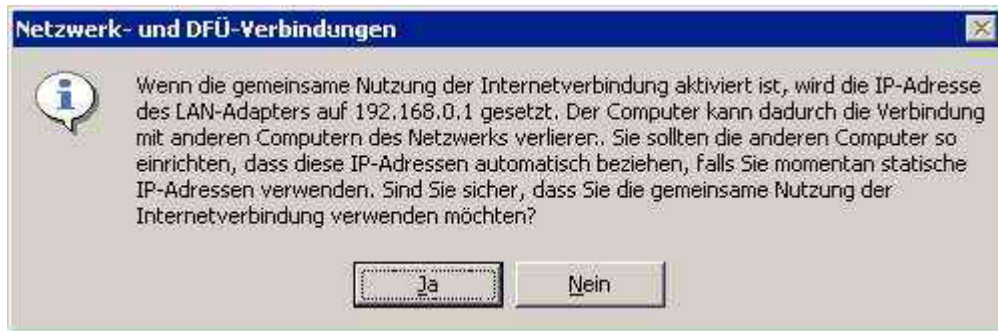 Netzwerk- und DFÜ-Verbindungen
Wenn die gemeinsame Nutzung der Internetverbindung aktiviert ist, wird die IP-Adresse
des LAN-Adapters auf 192.168.0.1 gesetzt. Der Computer kann dadurch die Verbindung
mit anderen Computern des Netzwerks verlieren.. Sie sollten die anderen Computer so
einrichten, dass diese IP-Adressen automatisch beziehen, falls Sie momentan statische
IP-Adressen verwenden. Sind Sie sicher, dass Sie die gemeinsame Nutzung der
Internetverbindung verwenden möchten?
Ja Nein